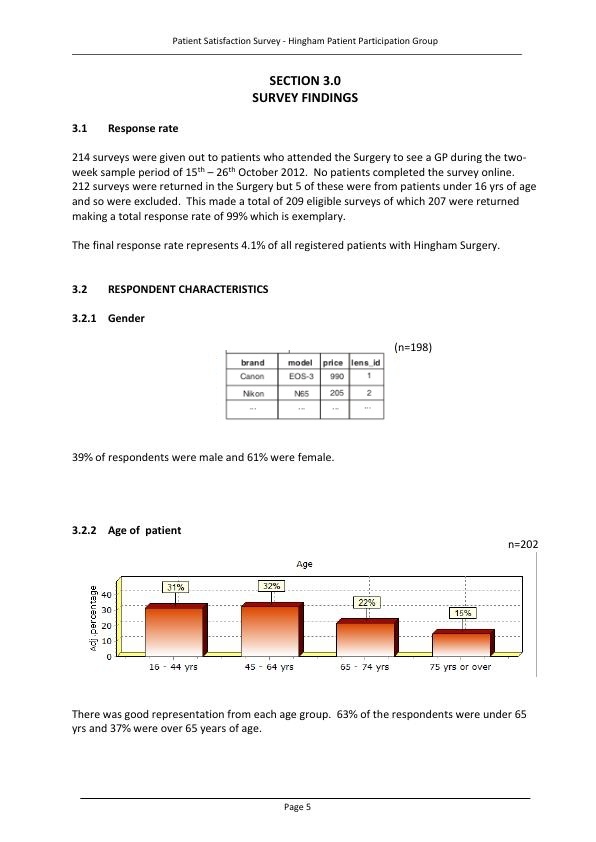 Patient Satisfaction Survey - Hingham Patient Participation Group
SECTION 3.0
SURVEY FINDINGS
3.1 Response rate
214 surveys were given out to patients who attended the Surgery to see a GP during the two-
week sample period of 15th – 26th October 2012. No patients completed the survey online.
212 surveys were returned in the Surgery but 5 of these were from patients under 16 yrs of age
and so were excluded. This made a total of 209 eligible surveys of which 207 were returned
making a total response rate of 99% which is exemplary.
The final response rate represents 4.1% of all registered patients with Hingham Surgery.
3.2 RESPONDENT CHARACTERISTICS
3.2.1 Gender
(n=198)
brand model price lens_id
Canon EOS-3 990 1
Nikon N65 205 2
... ... ... ...
39% of respondents were male and 61% were female.
3.2.2 Age of patient
n=202
Age
Adj.percentage
40
30
20
10
0
31% 32% 22% 15%
16 - 44 yrs 45 - 64 yrs 65 - 74 yrs 75 yrs or over
There was good representation from each age group. 63% of the respondents were under 65
yrs and 37% were over 65 years of age.
Page 5